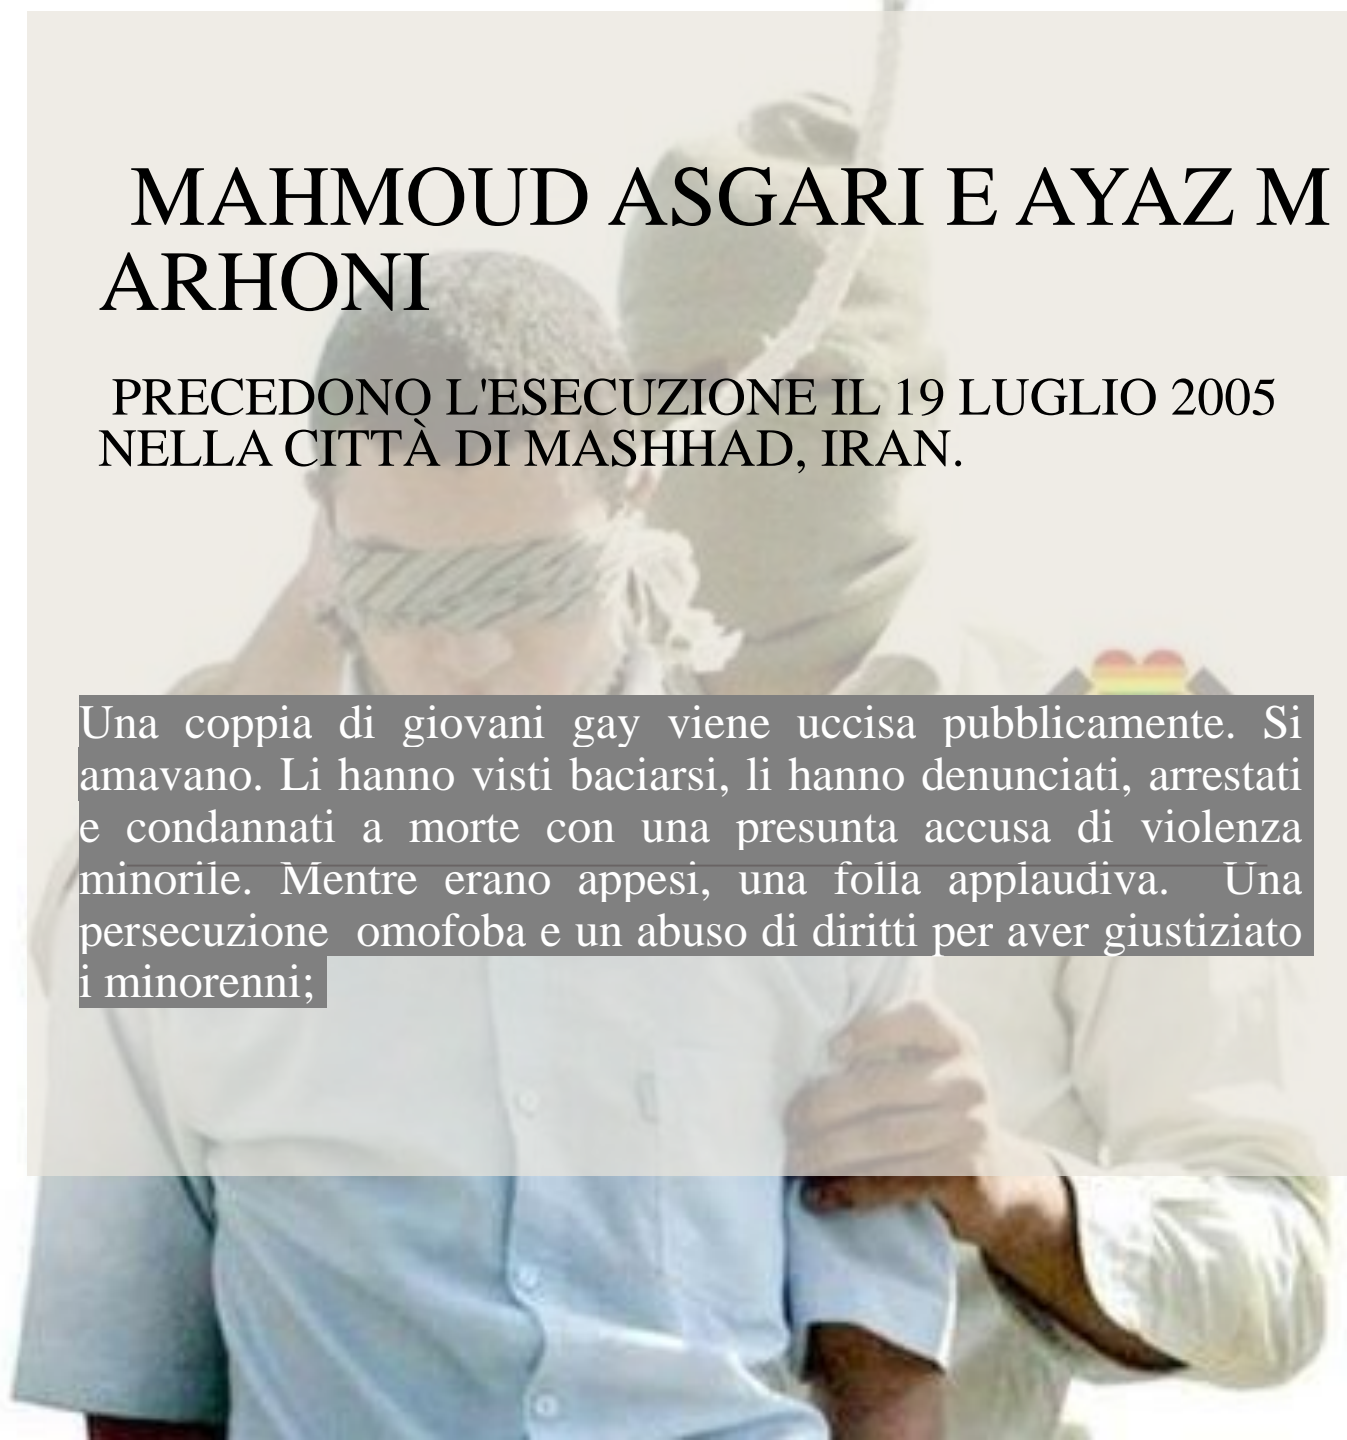 MAHMOUD ASGARI E AYAZ M
ARHONI
PRECEDONO L'ESECUZIONE IL 19 LUGLIO 2005
NELLA CITTÀ DI MASHHAD, IRAN.
Una coppia di giovani gay viene uccisa pubblicamente. Si
amavano. Li hanno visti baciarsi, li hanno denunciati, arrestati
e condannati a morte con una presunta accusa di violenza
minorile. Mentre erano appesi, una folla applaudiva. Una
persecuzione omofoba e un abuso di diritti per aver giustiziato
i minorenni;